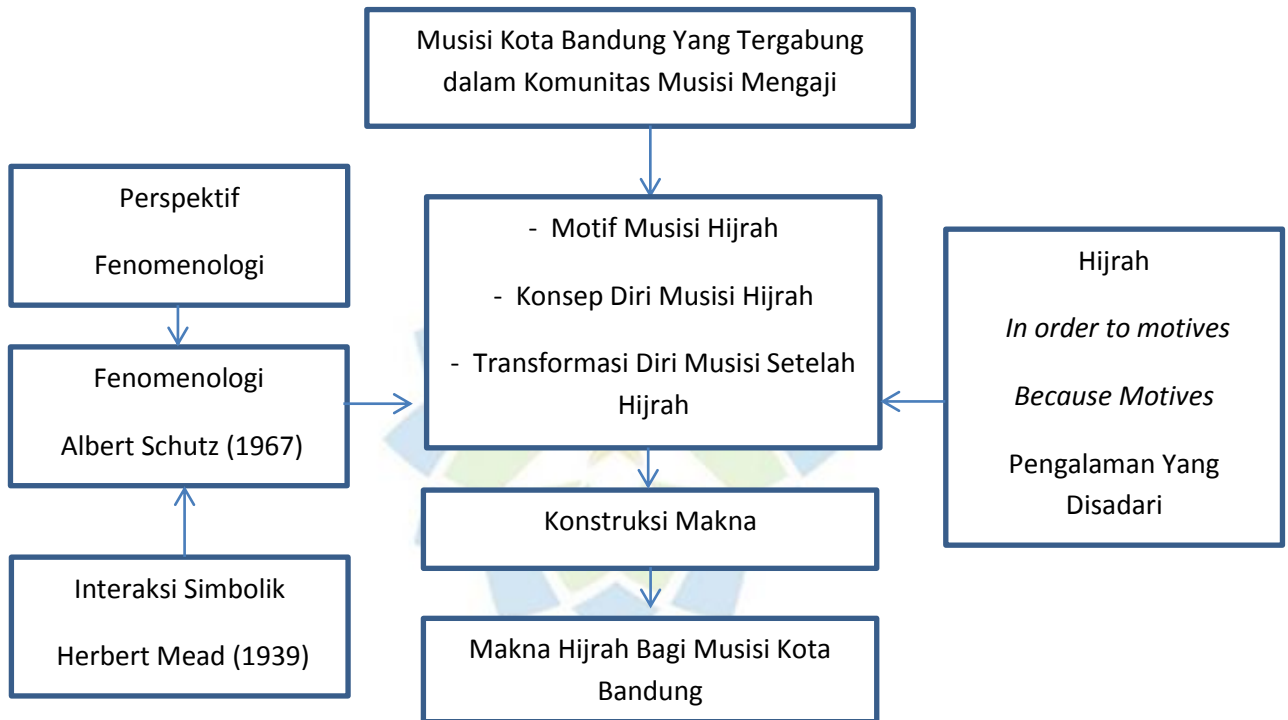 Musisi Kota Bandung Yang Tergabung
dalam Komunitas Musisi Mengaji
Perspektif
Fenomenologi
Fenomenologi
Albert Schutz (1967)
Interaksi Simbolik
Herbert Mead (1939)
- Motif Musisi Hijrah
- Konsep Diri Musisi Hijrah
- Transformasi Diri Musisi Setelah
Hijrah
Konstruksi Makna
Makna Hijrah Bagi Musisi Kota
Bandung
Hijrah
In order to motives
Because Motives
Pengalaman Yang
Disadari